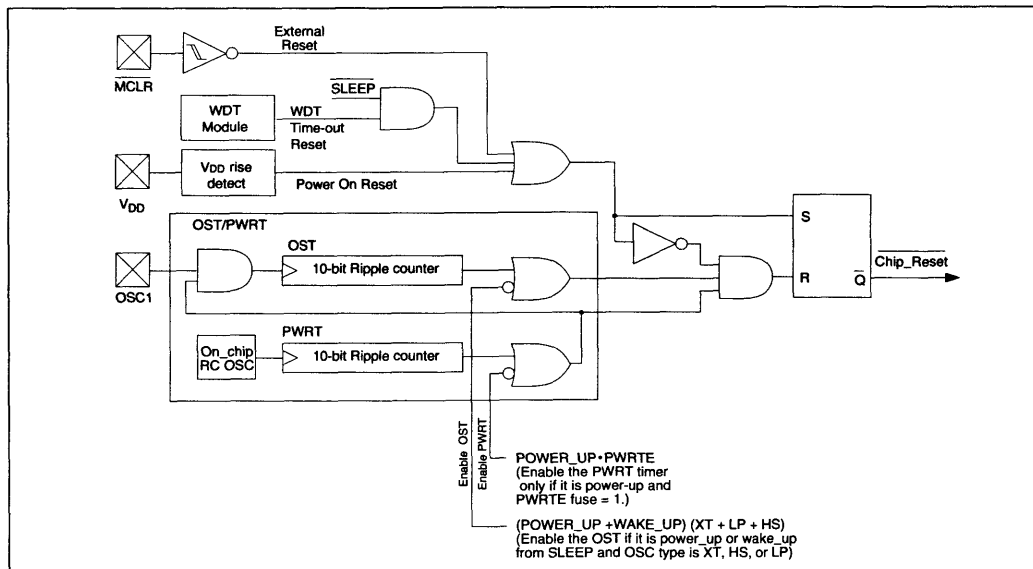 External
Reset
MCLR
SLEEP
WDT
Module
WDT
Time-out
Reset
VDD rise
detect
Power On Reset
VDD
OST/PWRT
OST
10-bit Ripple counter
OSC1
PWRT
On_chip
RC OSC
10-bit Ripple counter
S
R
Q
Chip_Reset
Enable OST
Enable PWRT
POWER_UP•PWRTE
(Enable the PWRT timer
only if it is power-up and
PWRTE fuse = 1.)
(POWER_UP +WAKE_UP) (XT + LP + HS)
(Enable the OST if it is power_up or wake_up
from SLEEP and OSC type is XT, HS, or LP)